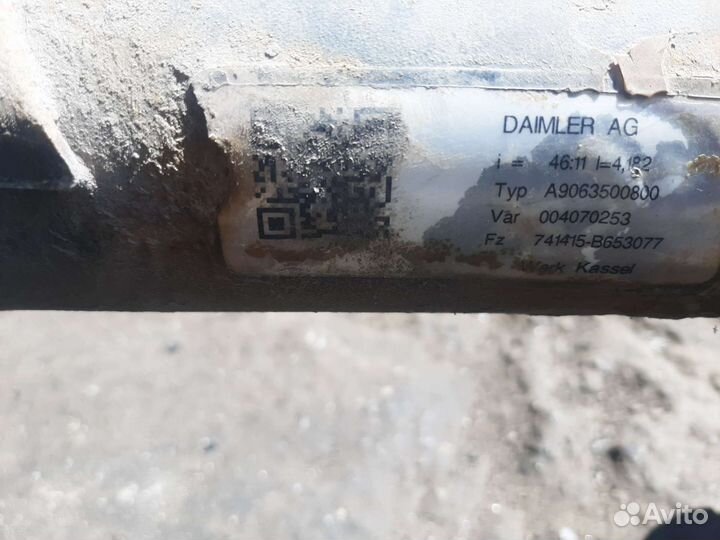 DAIMLER AG
i = 46:11 I=4,182
Typ A9063500800
Var 004070253
Fz 741415-B653077
Werk Kassel
Avito